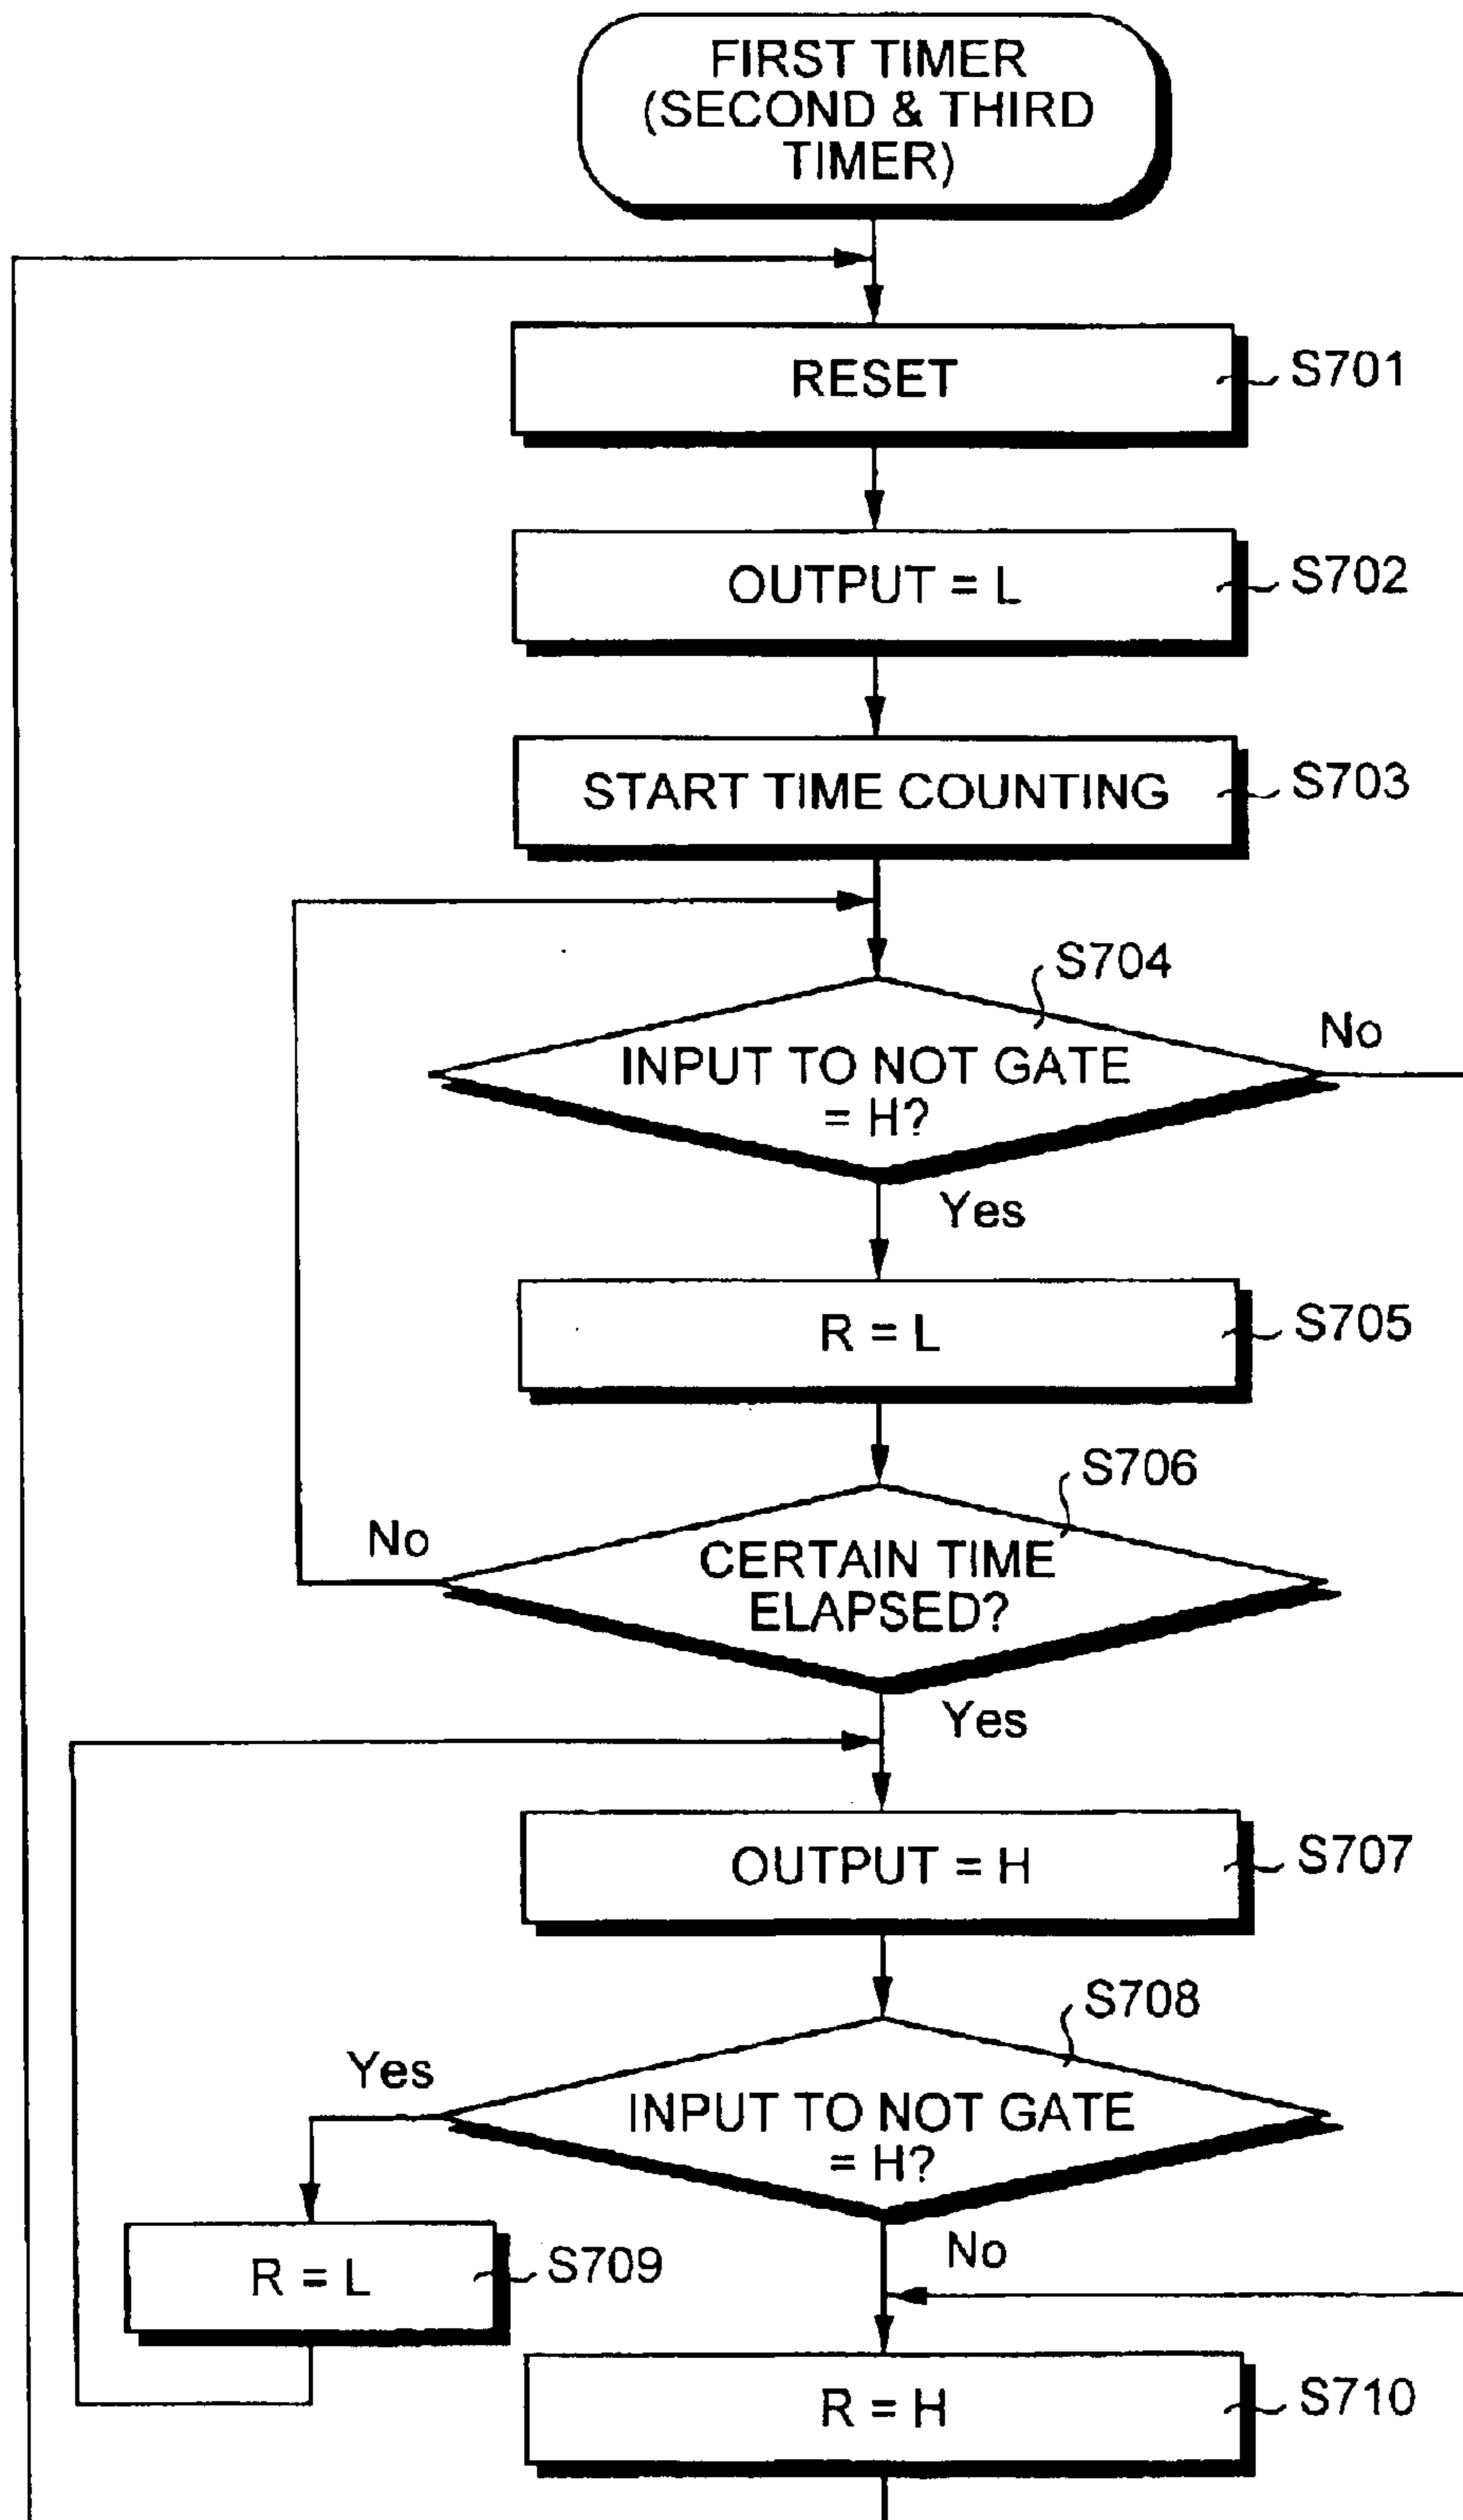 FIRST TIMER
(SECOND & THIRD
TIMER)
RESET
S701
OUTPUT = L
S702
START TIME COUNTING
S703
S704
No
INPUT TO NOT GATE
= H?
Yes
R = L
S705
S706
No
CERTAIN TIME
ELAPSED?
Yes
OUTPUT = H
S707
S708
Yes
INPUT TO NOT GATE
= H?
No
R = L
S709
R = H
S710